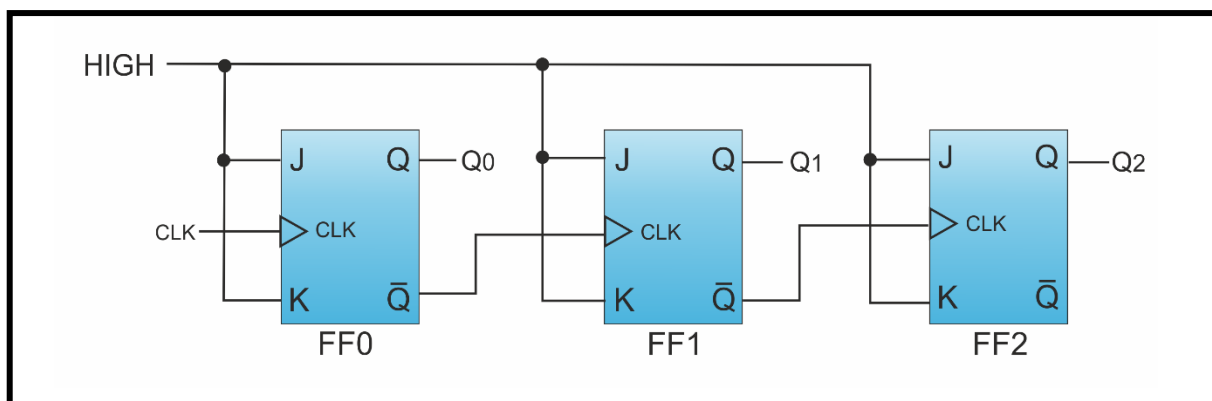 HIGH
J Q Q0
J Q Q1
J Q Q2
CLK CLK
CLK
CLK
K Q̅
K Q̅
K Q̅
FF0
FF1
FF2